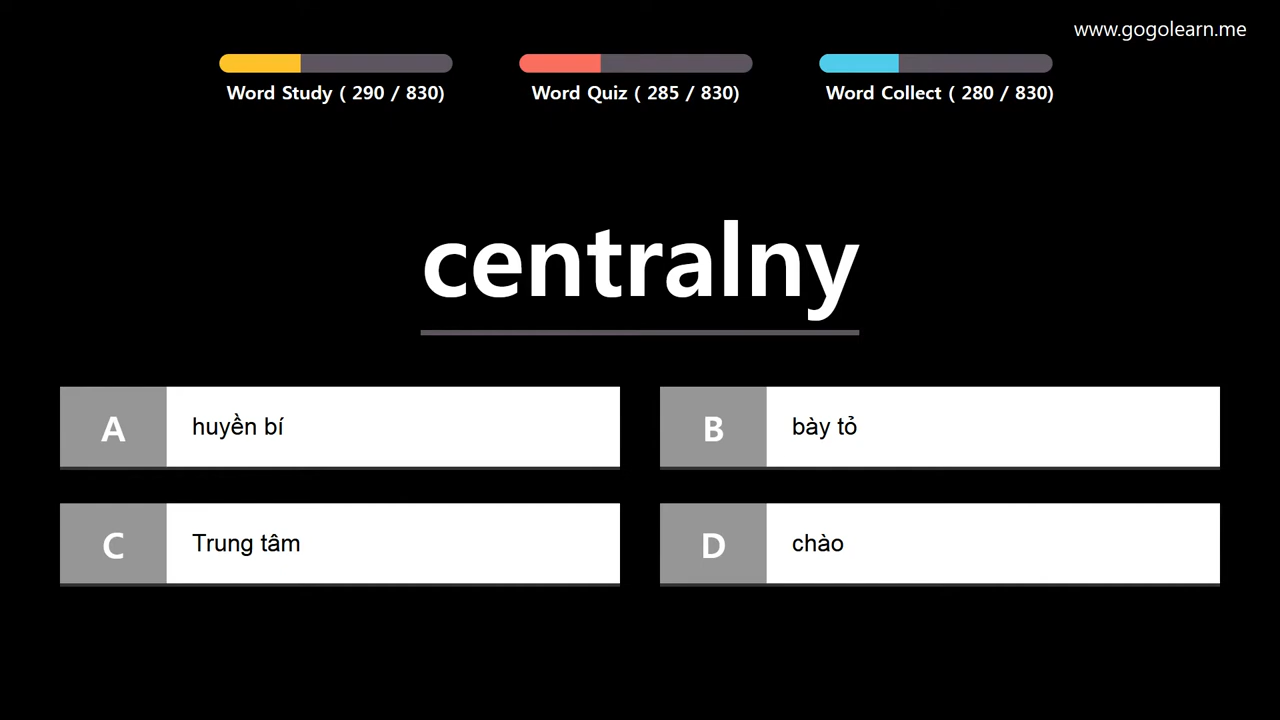 www.gogolearn.me
Word Study ( 290 / 830)
Word Quiz ( 285 / 830)
Word Collect ( 280 / 830)
centralny
A huyền bí
B bày tỏ
C Trung tâm
D chào